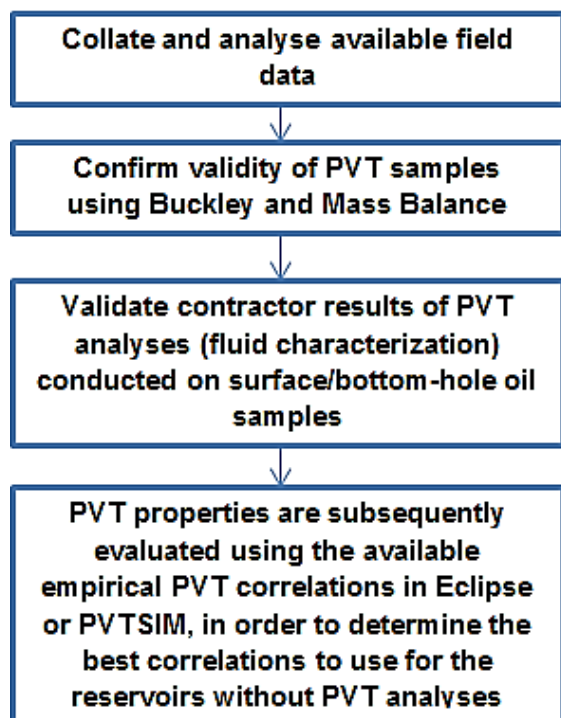 Collate and analyse available field
data
Confirm validity of PVT samples
using Buckley and Mass Balance
Validate contractor results of PVT
analyses (fluid characterization)
conducted on surface/bottom-hole oil
samples
PVT properties are subsequently
evaluated using the available
empirical PVT correlations in Eclipse
or PVTSIM, in order to determine the
best correlations to use for the
reservoirs without PVT analyses